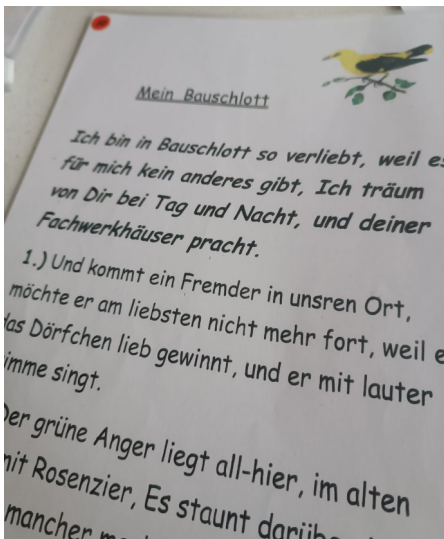 Mein Bauschlott
Ich bin in Bauschlott so verliebt, weil es
für mich kein anderes gibt, Ich träum
von Dir bei Tag und Nacht, und deiner
Fachwerkhäuser pracht.
1.) Und kommt ein Fremder in unsren Ort,
möchte er am liebsten nicht mehr fort, weil
das Dörfchen lieb gewinnt, und er mit lauter
singt.
Der grüne Anger liegt all-hier, im alten
mit Rosenzier, Es staunt
mancher